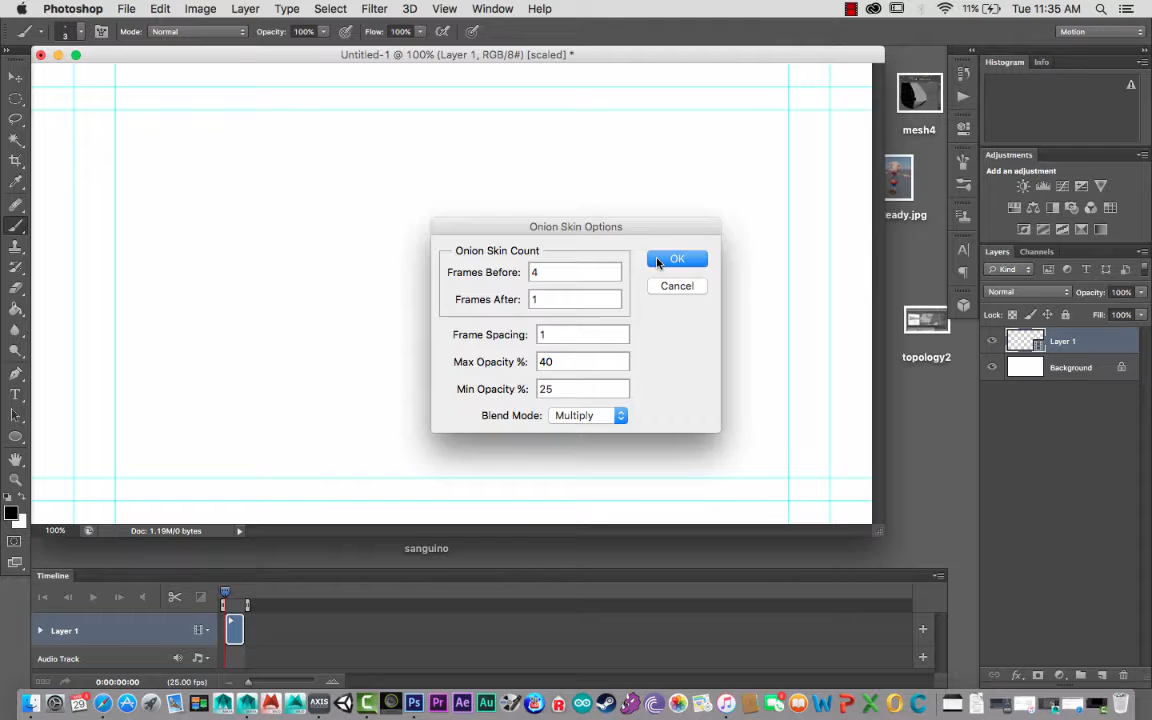 Photoshop File Edit Image Layer Type Select Filter 3D View Window Help 11% Tue 11:35 AM
3 Mode: Normal Opacity: 100% Flow: 100% Motion
Untitled-1 @ 100% (Layer 1, RGB/8#) [scaled] *
Histogram Info
mesh4
Adjustments
Add an adjustment
eady.jpg
Onion Skin Options
Onion Skin Count
Frames Before: 4
Frames After: 1
OK
Cancel
Frame Spacing: 1
Max Opacity %: 40
Min Opacity %: 25
Blend Mode: Multiply
Layers Channels
Kind
Normal Opacity: 100%
Lock: Fill: 100%
Layer 1
Background
topology2
100% Doc: 1.19M/0 bytes
sanguino
Timeline
Layer 1
Audio Track
0:00:00:00 (25.00 fps)